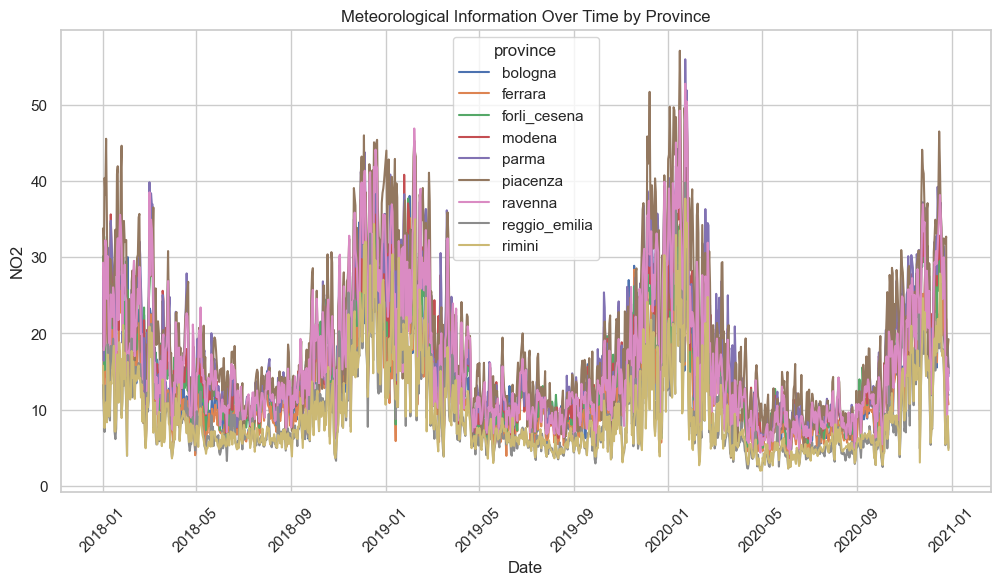 Meteorological Information Over Time by Province
province
bologna
ferrara
forli_cesena
modena
parma
piacenza
ravenna
reggio_emilia
rimini
NO2
50
40
30
20
10
0
2018-01
2018-05
2018-09
2019-01
2019-05
2019-09
2020-01
2020-05
2020-09
2021-01
Date